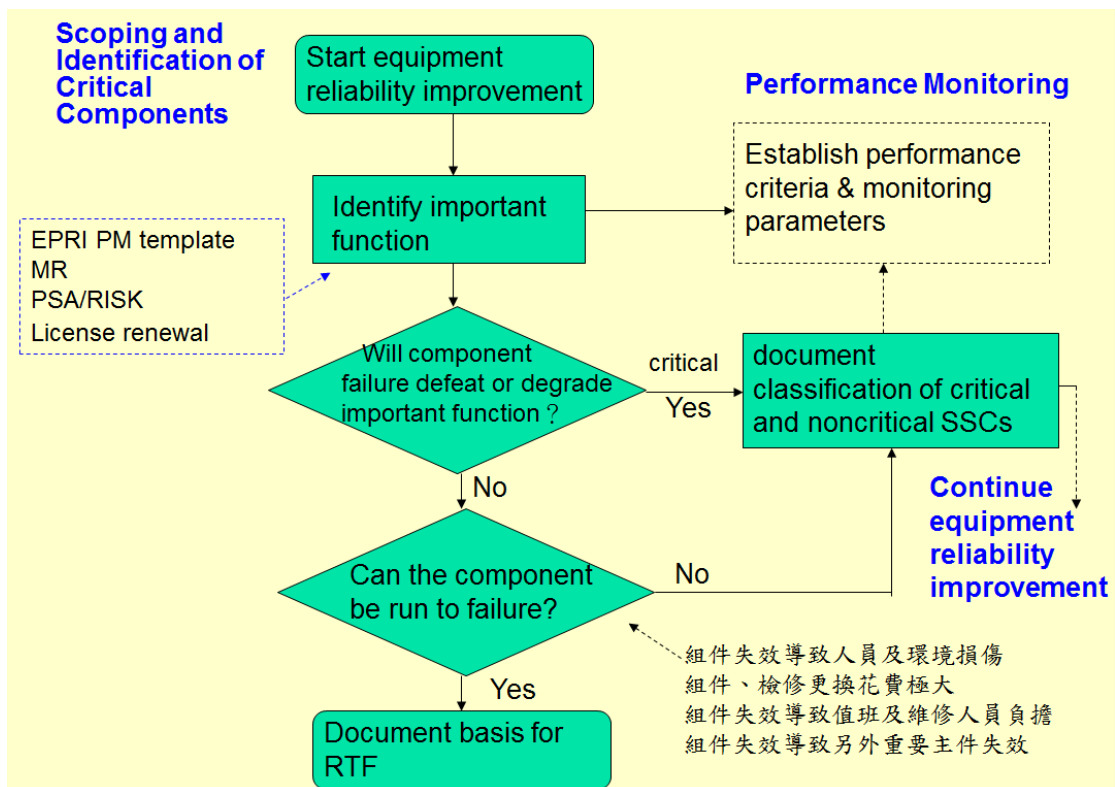 Scoping and
Identification of
Critical
Components
Start equipment
reliability improvement
Performance Monitoring
Establish performance
criteria & monitoring
parameters
Identify important
function
EPRI PM template
MR
PSA/RISK
License renewal
Will component
failure defeat or degrade
important function？
critical
Yes
document
classification of critical
and noncritical SSCs
No
Continue
equipment
reliability
improvement
Can the component
be run to failure?
No
組件失效導致人員及環境損傷
組件、檢修更換花費極大
組件失效導致值班及維修人員負擔
組件失效導致另外重要主件失效
Yes
Document basis for
RTF